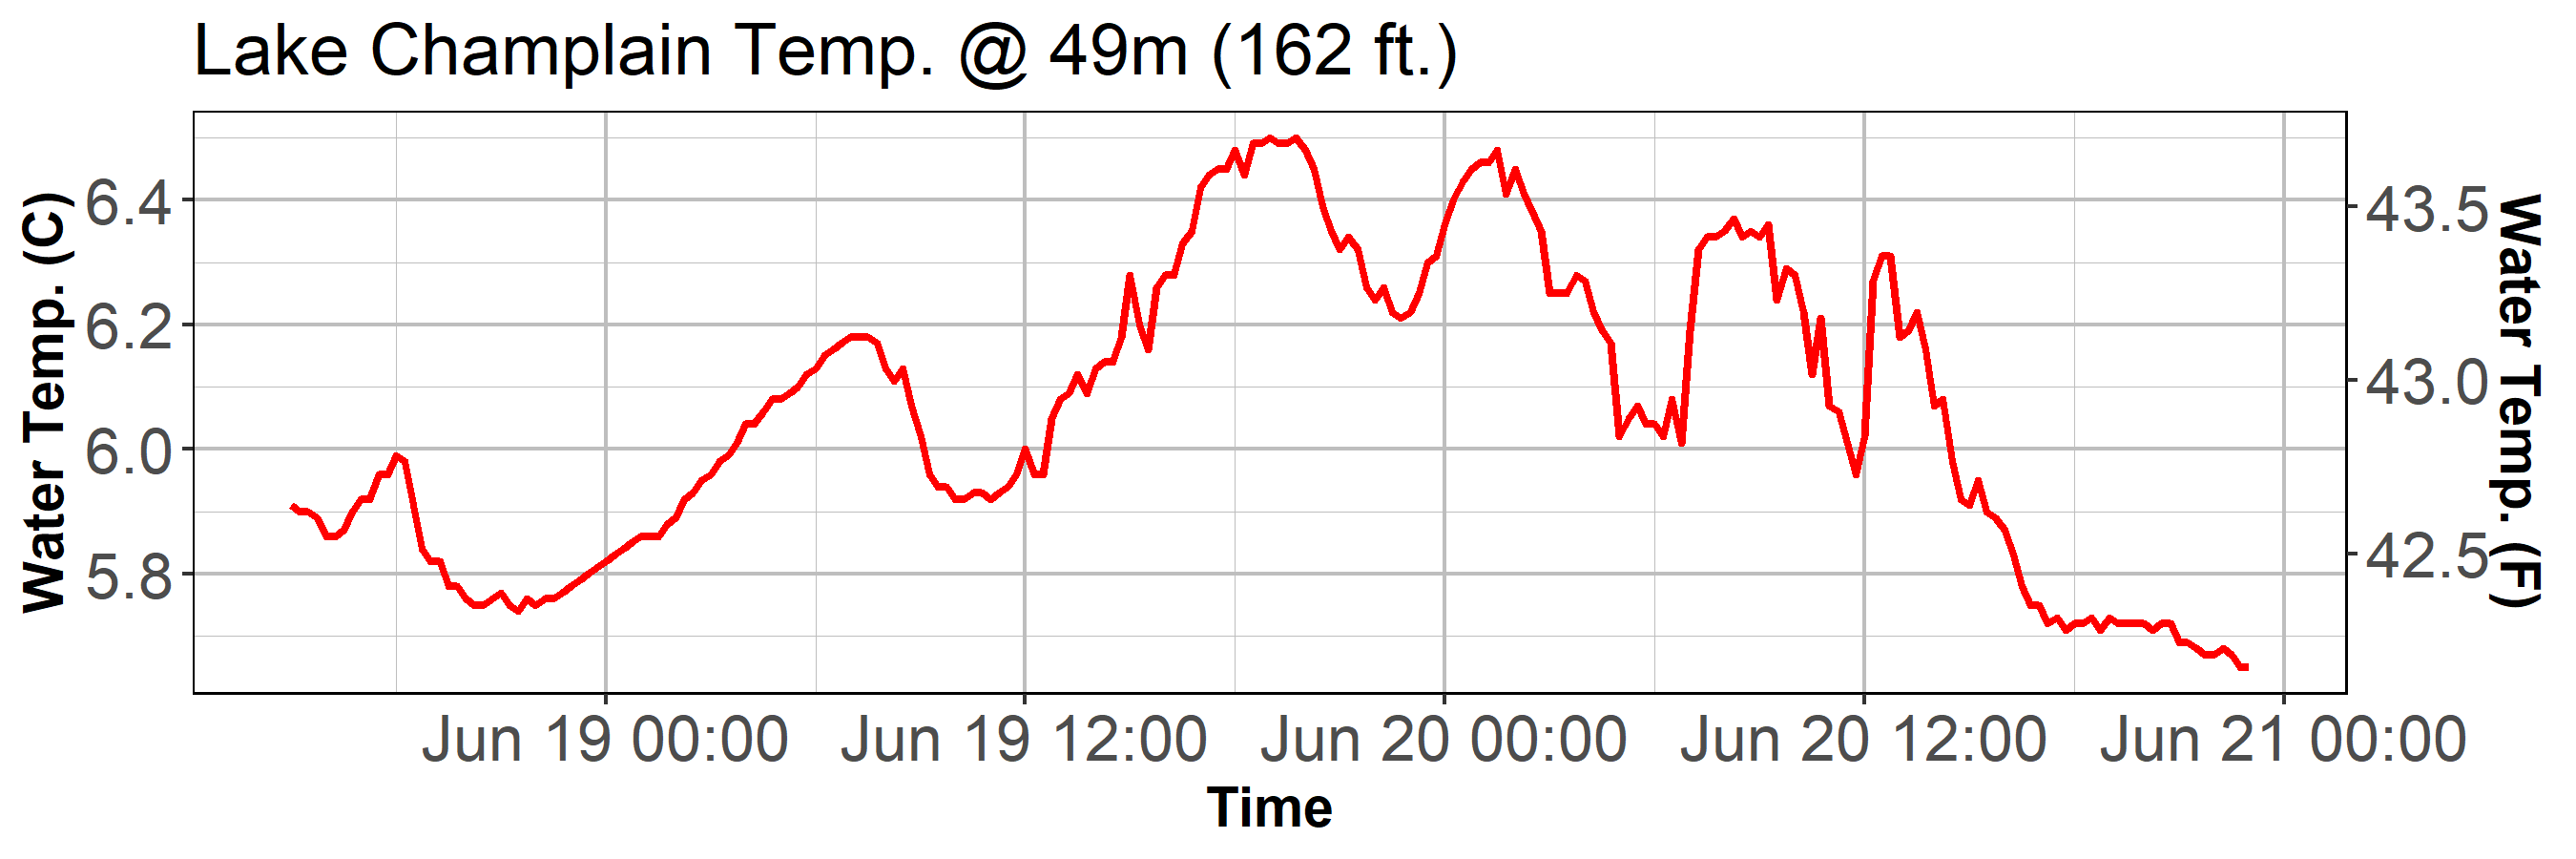 Lake Champlain Temp. @ 49m (162 ft.)
Water Temp. (C)
6.4
6.2
6.0
5.8
43.5
43.0
42.5
Water Temp. (F)
Jun 19 00:00 Jun 19 12:00 Jun 20 00:00 Jun 20 12:00 Jun 21 00:00
Time